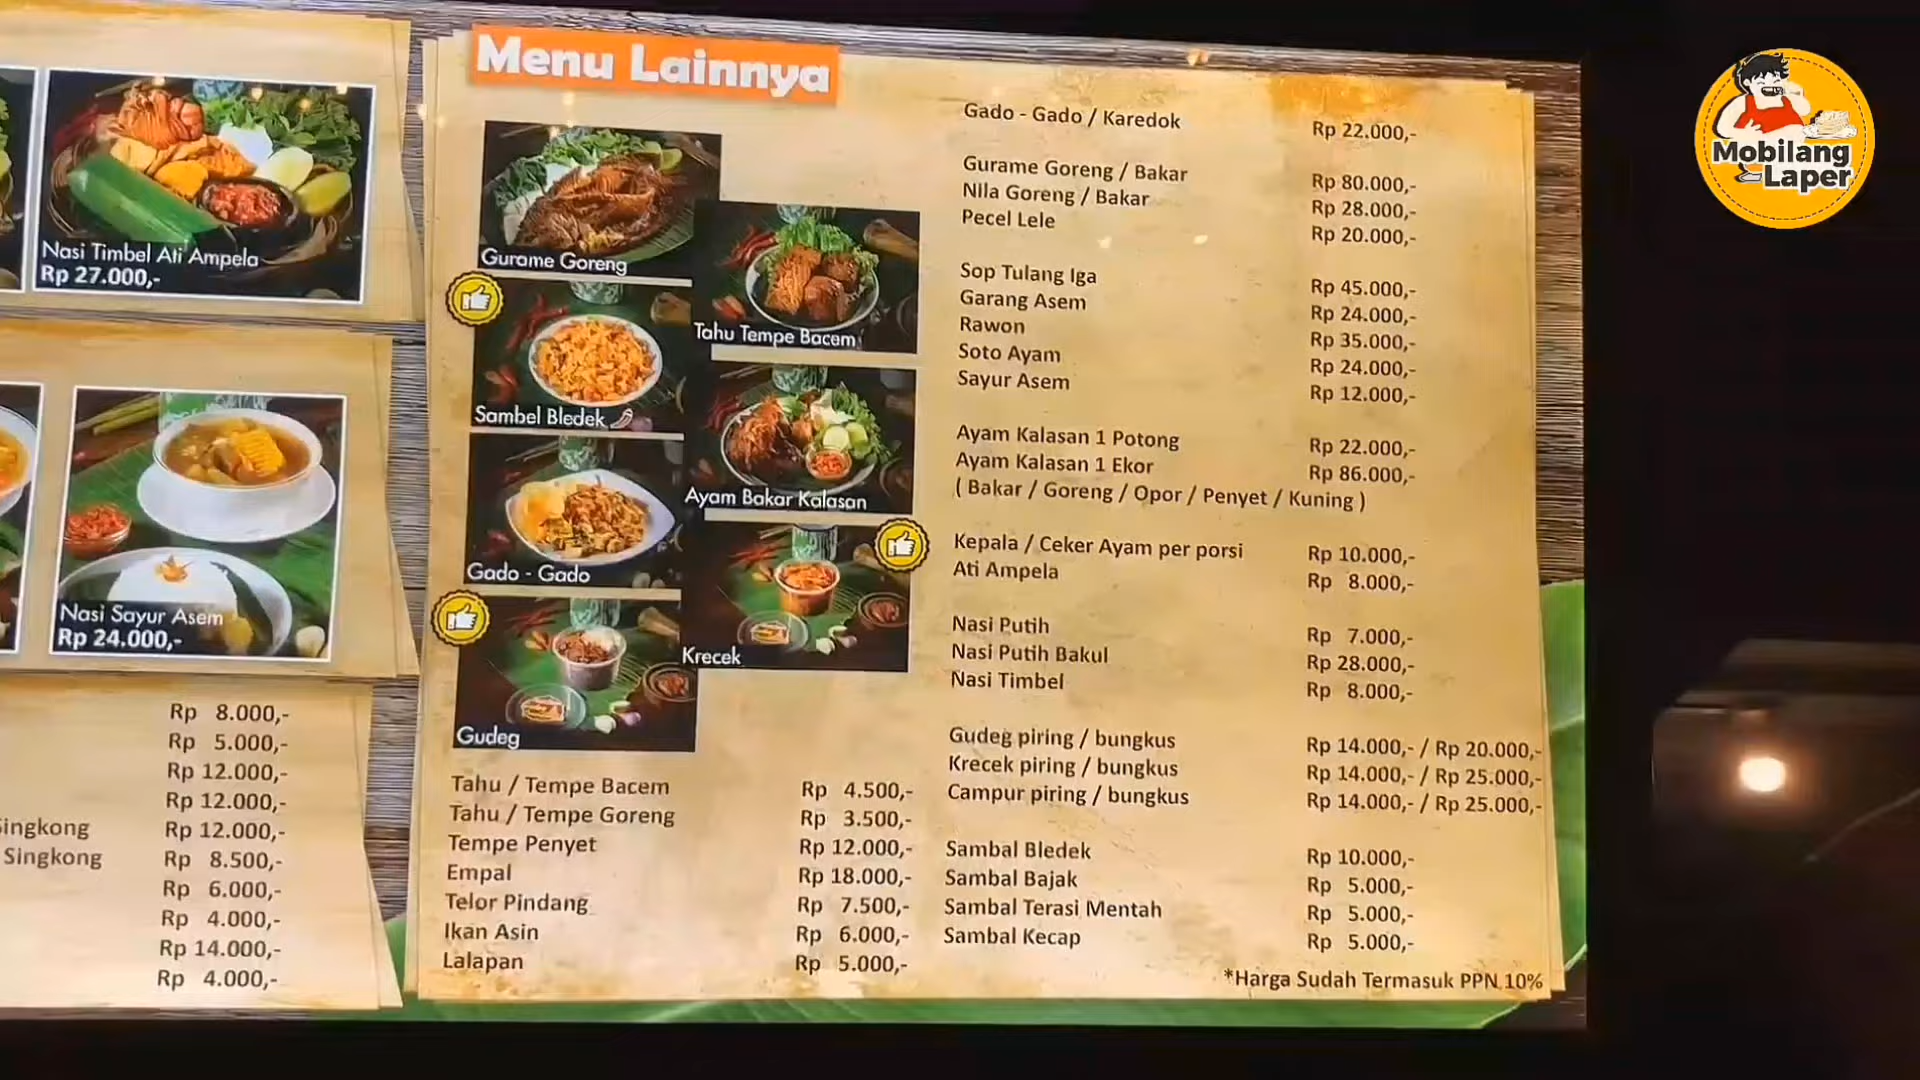 Nasi Timbel Ati Ampela
Rp 27.000,-
Nasi Sayur Asem
Rp 24.000,-
Rp 8.000,-
Rp 5.000,-
Rp 12.000,-
Rp 12.000,-
Singkong Rp 12.000,-
Singkong Rp 8.500,-
Rp 6.000,-
Rp 4.000,-
Rp 14.000,-
Rp 4.000,-
Menu Lainnya
Gurame Goreng
Tahu Tempe Bacem
Sambel Bledek
Ayam Bakar Kalasan
Gado - Gado
Krecek
Gudeg
Tahu / Tempe Bacem Rp 4.500,-
Tahu / Tempe Goreng Rp 3.500,-
Tempe Penyet Rp 12.000,-
Empal Rp 18.000,-
Telor Pindang Rp 7.500,-
Ikan Asin Rp 6.000,-
Lalapan Rp 5.000,-
Gado - Gado / Karedok Rp 22.000,-
Gurame Goreng / Bakar Rp 80.000,-
Nila Goreng / Bakar Rp 28.000,-
Pecel Lele Rp 20.000,-
Sop Tulang Iga Rp 45.000,-
Garang Asem Rp 24.000,-
Rawon Rp 35.000,-
Soto Ayam Rp 24.000,-
Sayur Asem Rp 12.000,-
Ayam Kalasan 1 Potong Rp 22.000,-
Ayam Kalasan 1 Ekor Rp 86.000,-
( Bakar / Goreng / Opor / Penyet / Kuning )
Kepala / Ceker Ayam per porsi Rp 10.000,-
Ati Ampela Rp 8.000,-
Nasi Putih Rp 7.000,-
Nasi Putih Bakul Rp 28.000,-
Nasi Timbel Rp 8.000,-
Gudeg piring / bungkus Rp 14.000,- / Rp 20.000,-
Krecek piring / bungkus Rp 14.000,- / Rp 25.000,-
Campur piring / bungkus Rp 14.000,- / Rp 25.000,-
Sambal Bledek Rp 10.000,-
Sambal Bajak Rp 5.000,-
Sambal Terasi Mentah Rp 5.000,-
Sambal Kecap Rp 5.000,-
*Harga Sudah Termasuk PPN 10%
Mobilang
Laper